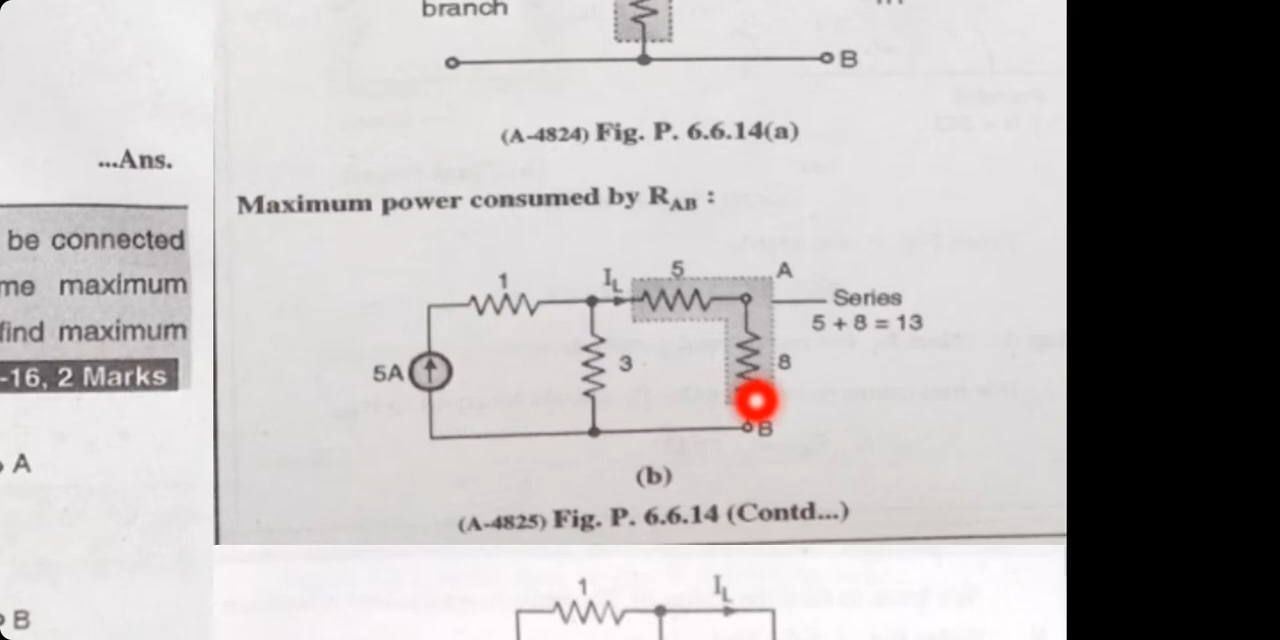 branch
B
(A-4824) Fig. P. 6.6.14(a)
...Ans.
Maximum power consumed by RAB :
be connected
me maximum
find maximum
-16, 2 Marks
A
B
1
IL
5
A
Series
5 + 8 = 13
5A
3
8
B
(b)
(A-4825) Fig. P. 6.6.14 (Contd...)
1
IL